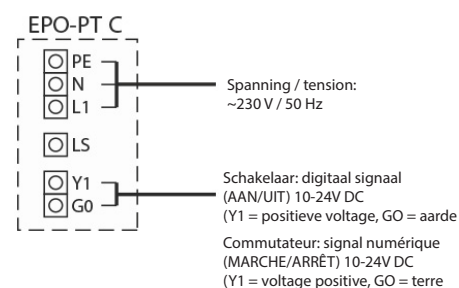 EPO-PT C
PE
N
L1
LS
Y1
G0
Spanning / tension:
~230 V / 50 Hz
Schakelaar: digitaal signaal
(AAN/UIT) 10-24V DC
(Y1 = positieve voltage, GO = aarde
Commutateur: signal numérique
(MARCHE/ARRÊT) 10-24V DC
(Y1 = voltage positive, GO = terre